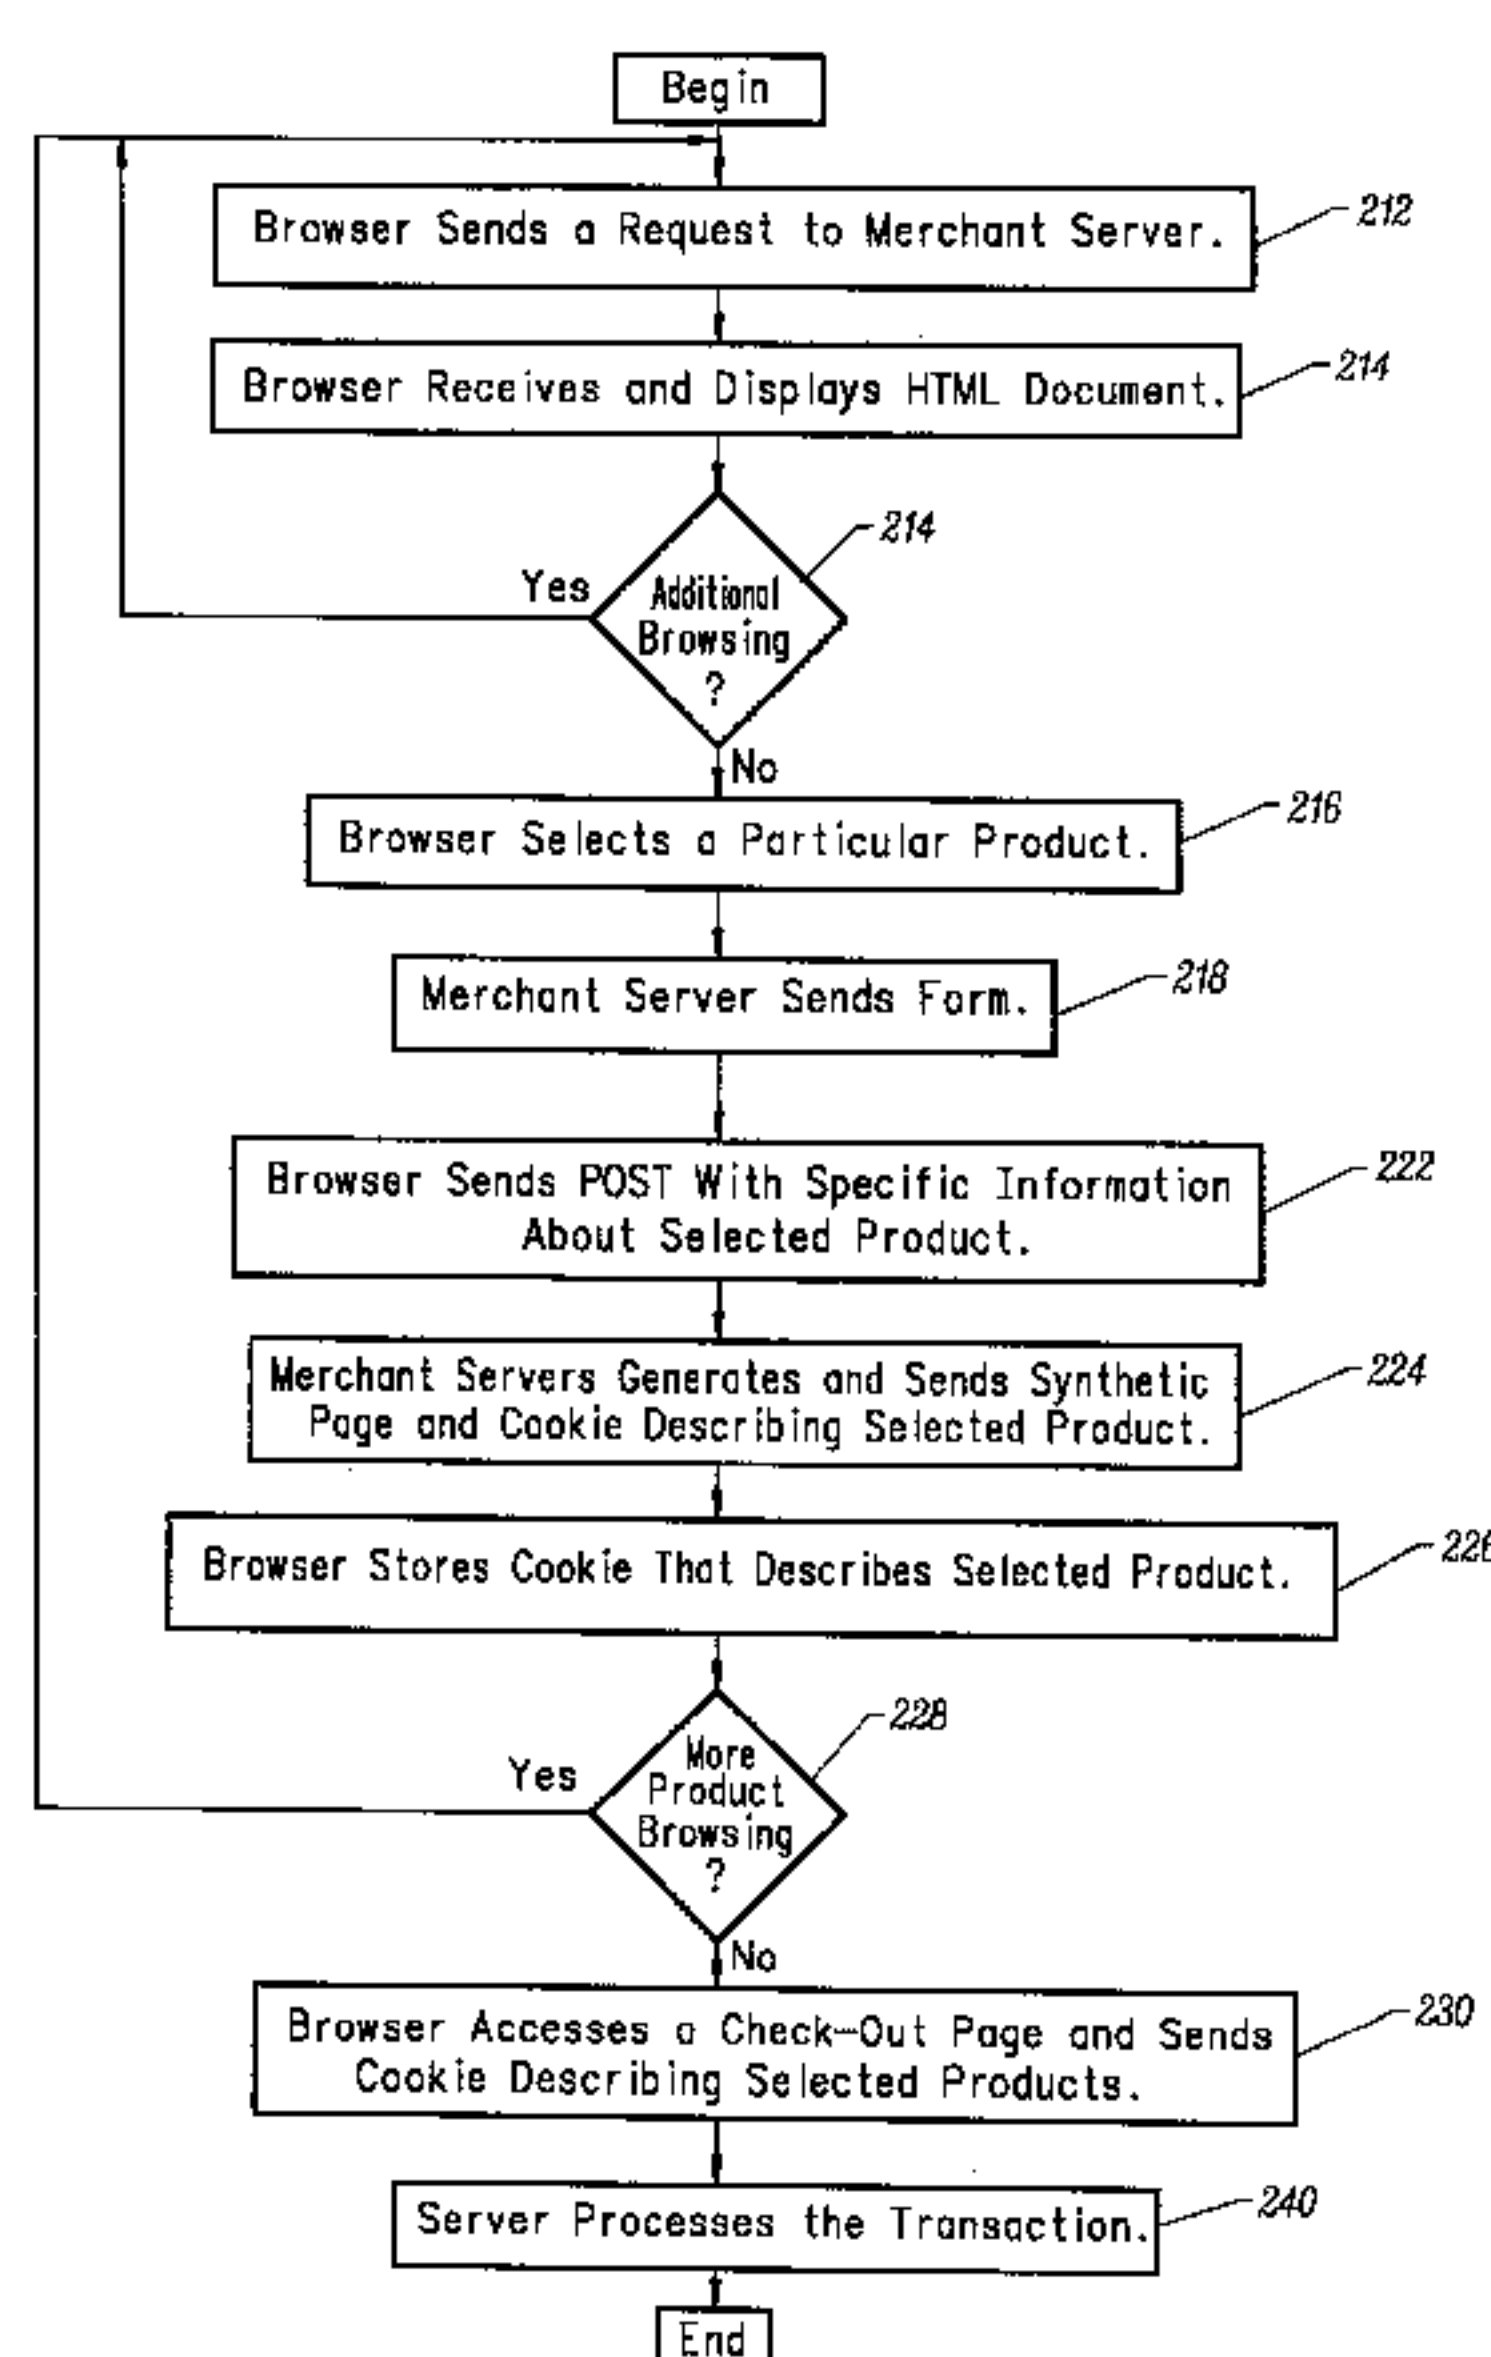 Begin
Browser Sends a Request to Merchant Server.
212
Browser Receives and Displays HTML Document.
214
214
Yes
Additional
Browsing
?
No
Browser Selects a Particular Product.
216
Merchant Server Sends Form.
218
Browser Sends POST With Specific Information
About Selected Product.
222
Merchant Servers Generates and Sends Synthetic
Page and Cookie Describing Selected Product.
224
Browser Stores Cookie That Describes Selected Product.
226
228
Yes
More
Product
Browsing
?
No
Browser Accesses a Check-Out Page and Sends
Cookie Describing Selected Products.
230
Server Processes the Transaction.
240
End